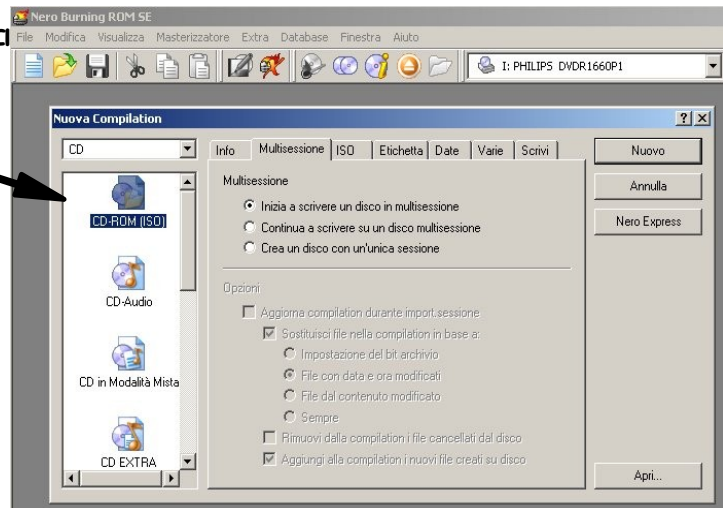 Nero Burning ROM SE
File Modifica Visualizza Masterizzatore Extra Database Finestra Aiuto
I: PHILIPS DVDR1660P1
Nuova Compilation
CD
Info Multisessione ISO Etichetta Date Varie Scrivi
Nuovo
Annulla
Nero Express
CD-ROM (ISO)
CD-Audio
CD in Modalità Mista
CD EXTRA
Multisessione
Inizia a scrivere un disco in multisessione
Continua a scrivere su un disco multisessione
Crea un disco con un'unica sessione
Opzioni
Aggiorna compilation durante import.sessione
Sostituisci file nella compilation in base a:
Impostazione del bit archivio
File con data e ora modificati
File dal contenuto modificato
Sempre
Rimuovi dalla compilation i file cancellati dal disco
Aggiungi alla compilation i nuovi file creati su disco
Apri...